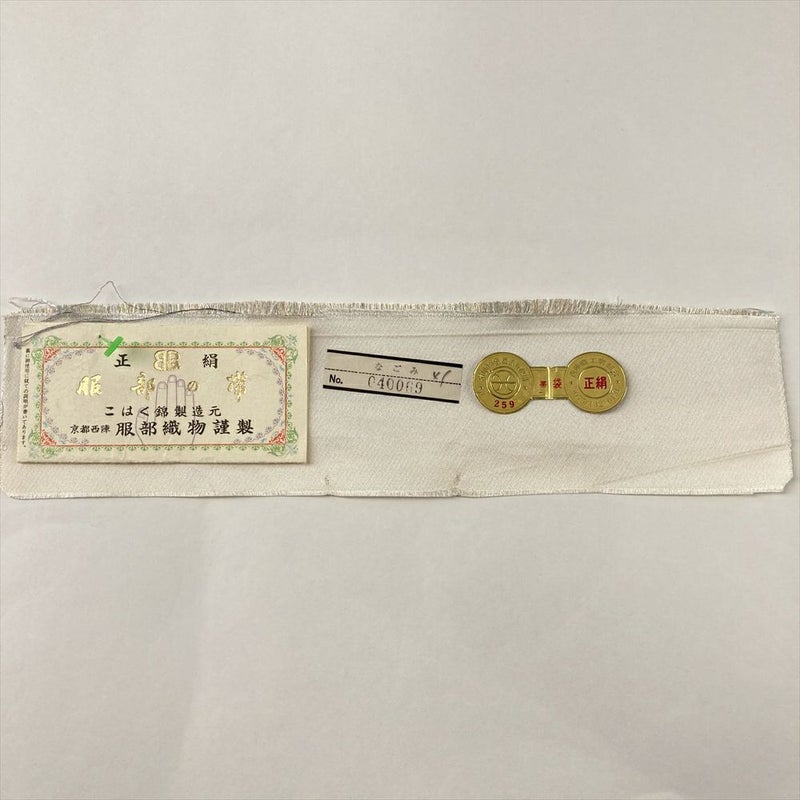 正 絹
服部の帯
こはく錦製造元
京都西陣 服部織物謹製
なごみ
No. 040069
259
帯 袋
正絹